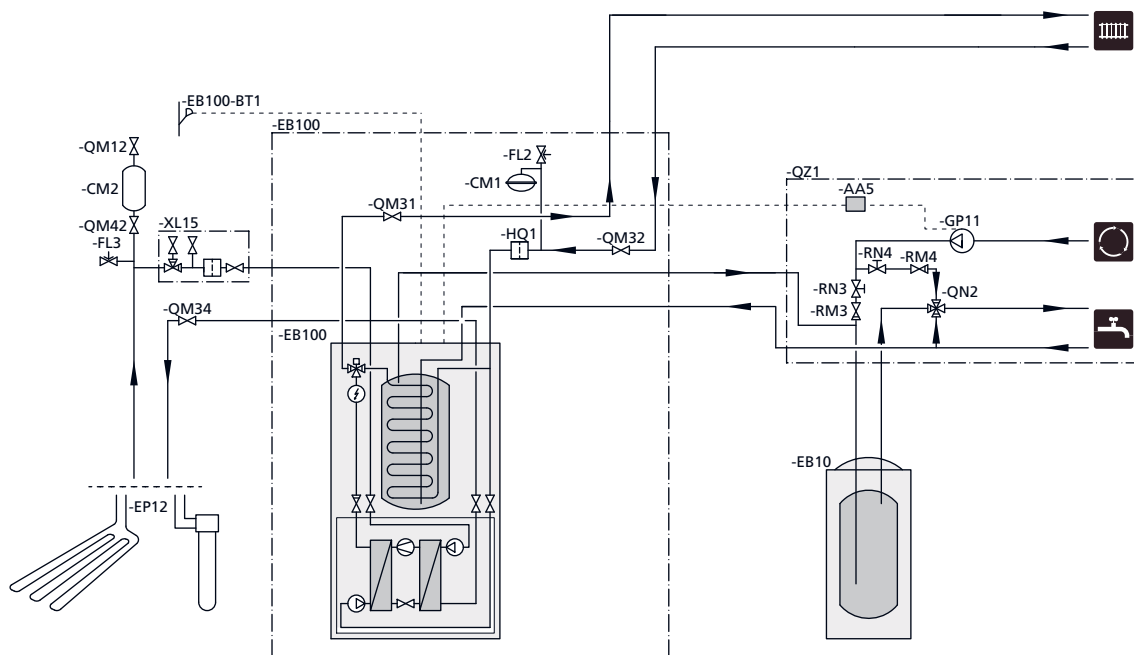 -EB100-BT1
-EB100
-QM12
-FL2
-CM1
-CM2
-QM31
-QZ1
-AA5
-QM42
-XL15
-GP11
-FL3
-HQ1
-QM32
-RN4
-RM4
-RN3
-QN2
-QM34
-RM3
-EB100
-EB10
-EP12